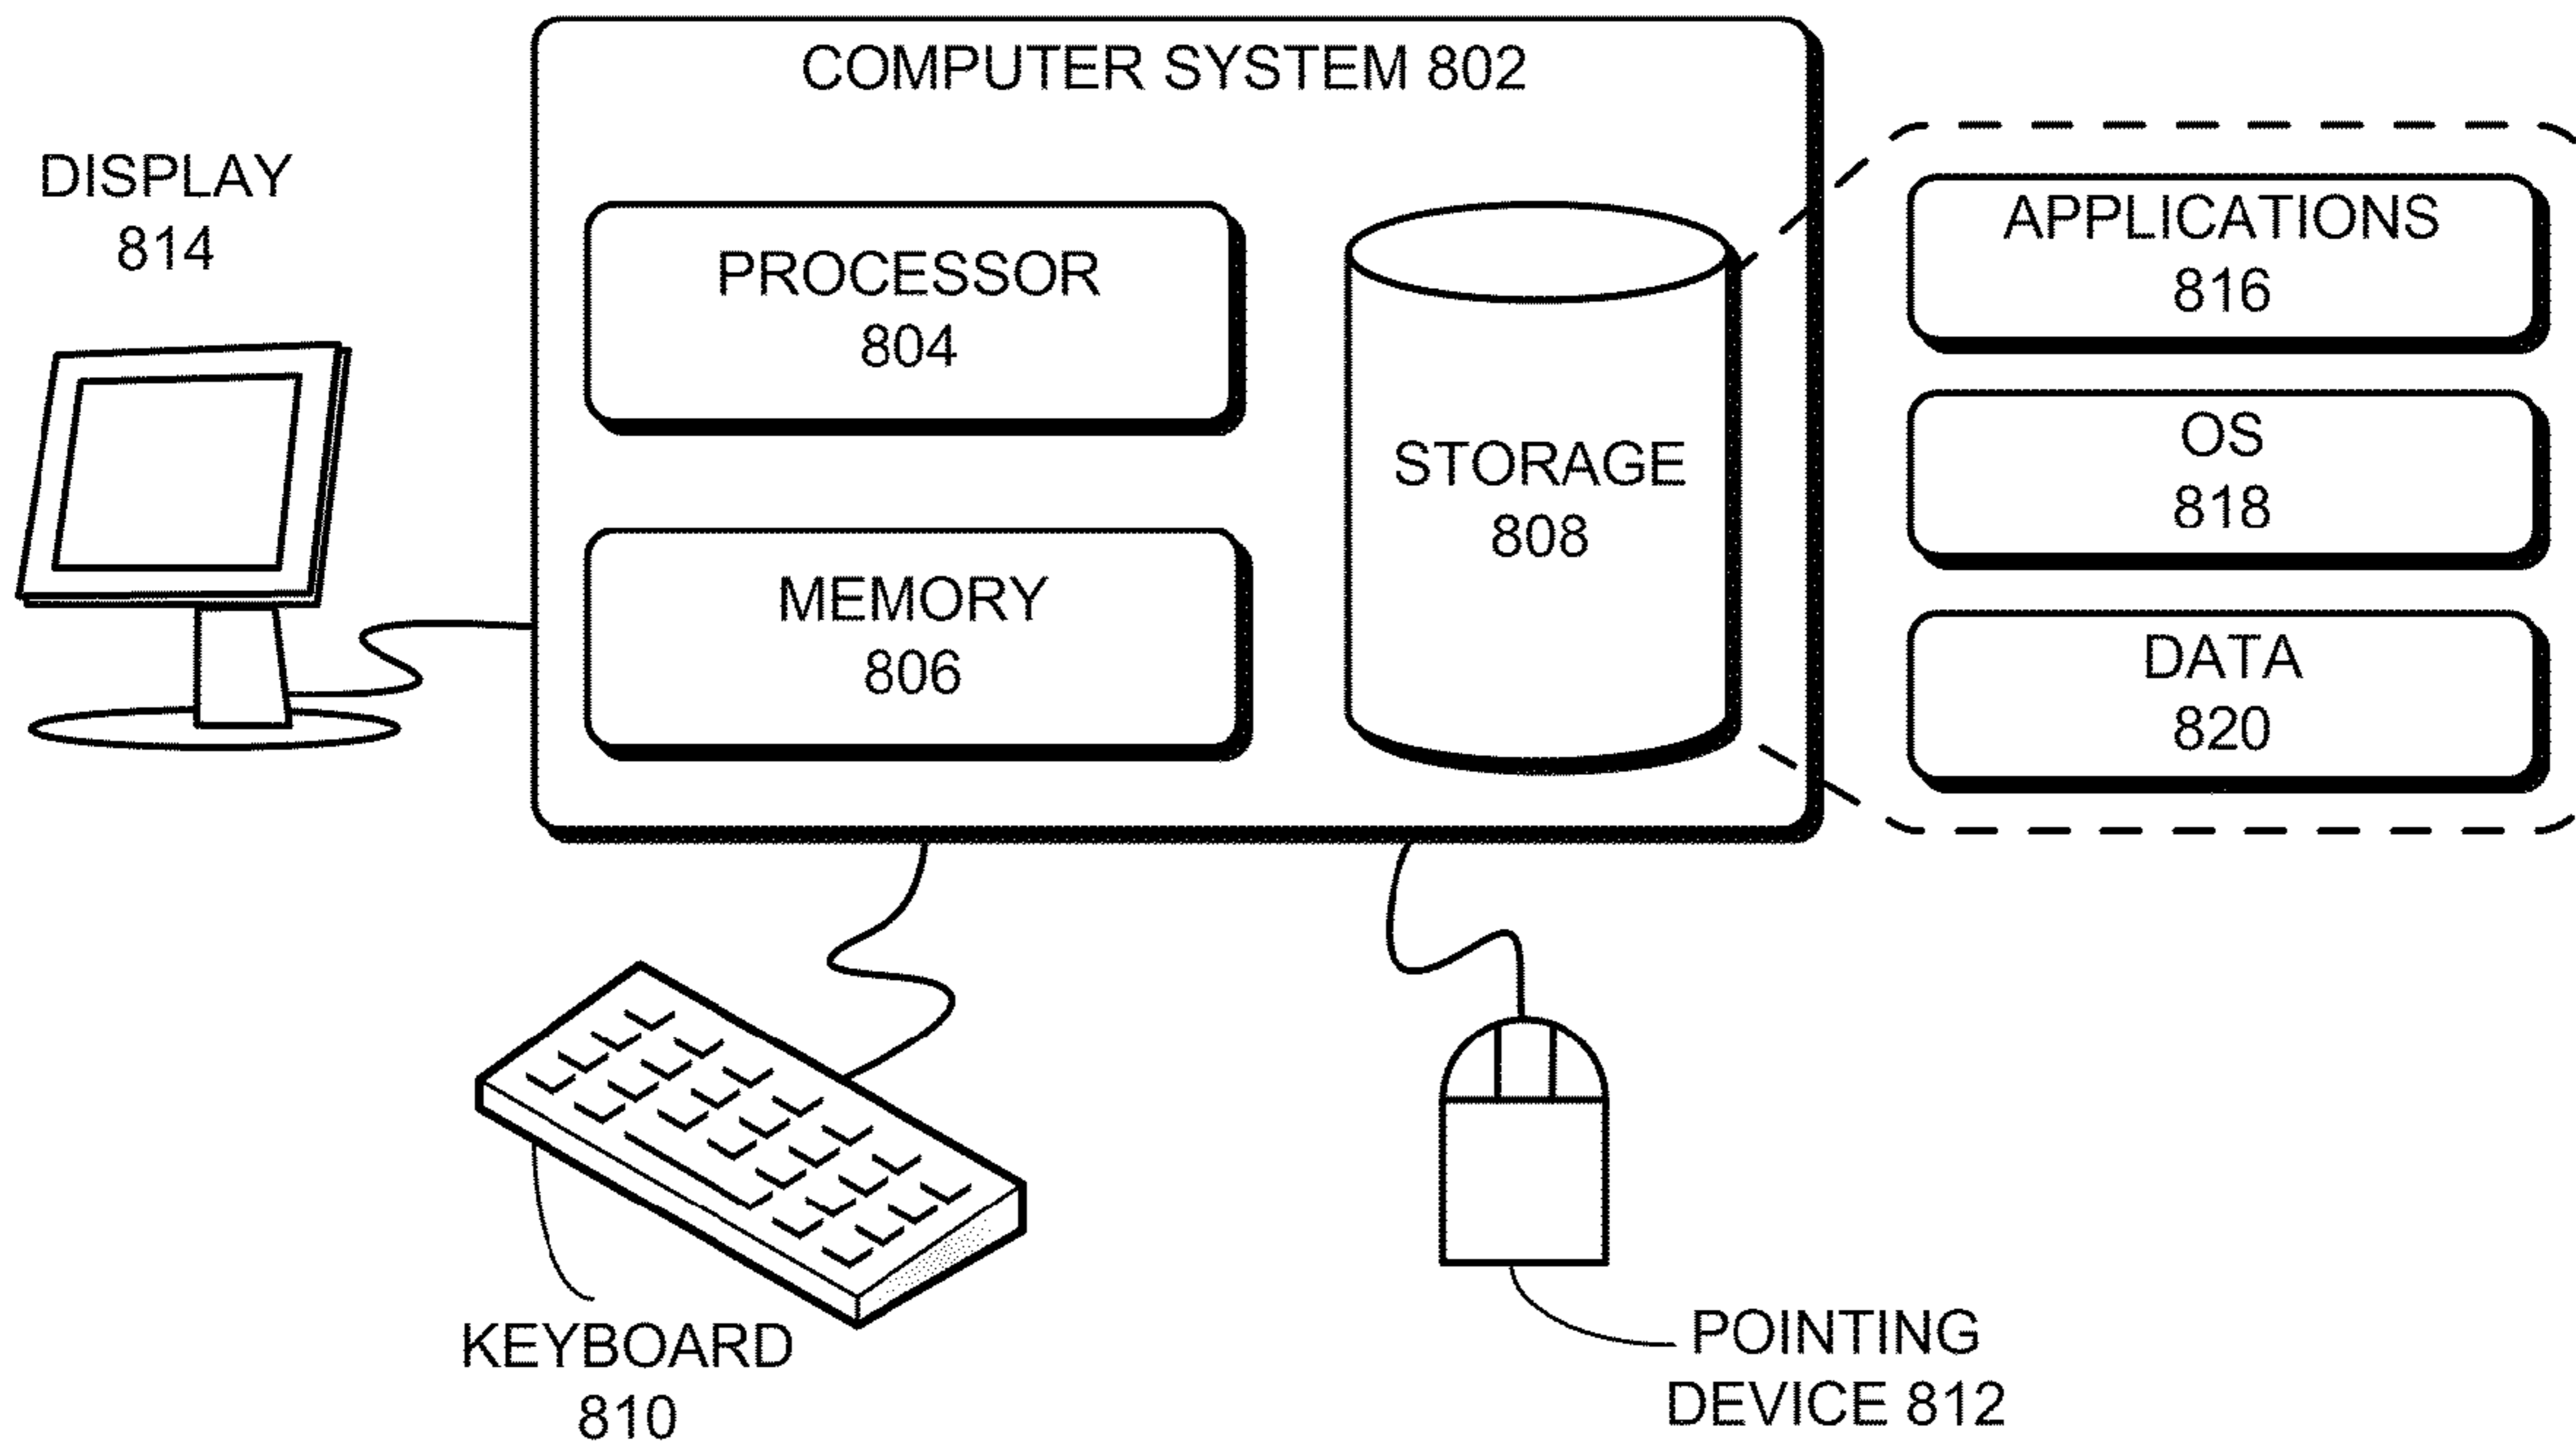 COMPUTER SYSTEM 802
DISPLAY
814
PROCESSOR
804
MEMORY
806
STORAGE
808
APPLICATIONS
816
OS
818
DATA
820
KEYBOARD
810
POINTING
DEVICE 812